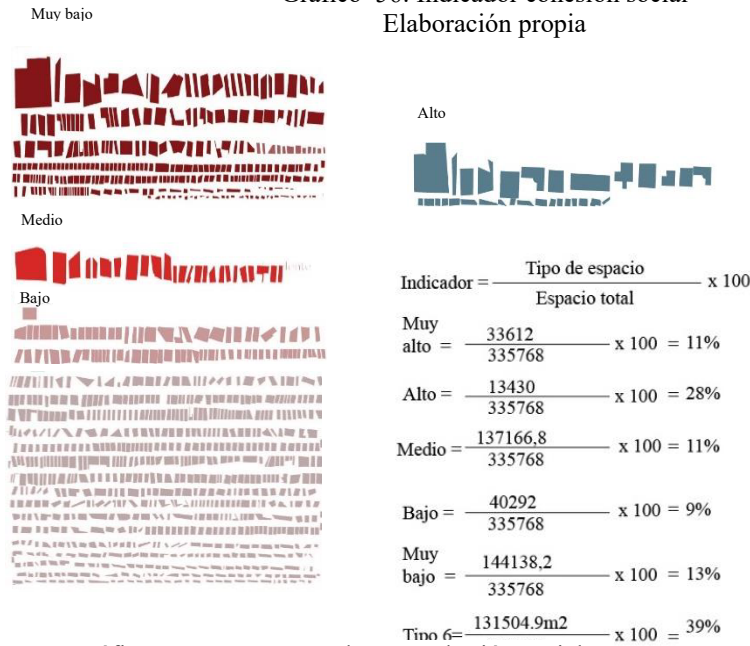 Muy bajo
Elaboración propia
Alto
Medio
Bajo
Indicador = Tipo de espacio x 100
Espacio total
Muy
alto = 33612 x 100 = 11%
335768
Alto = 13430 x 100 = 28%
335768
Medio = 137166,8 x 100 = 11%
335768
Bajo = 40292 x 100 = 9%
335768
Muy
bajo = 144138,2 x 100 = 13%
335768
Tipo 6= 131504.9m2 x 100 = 39%